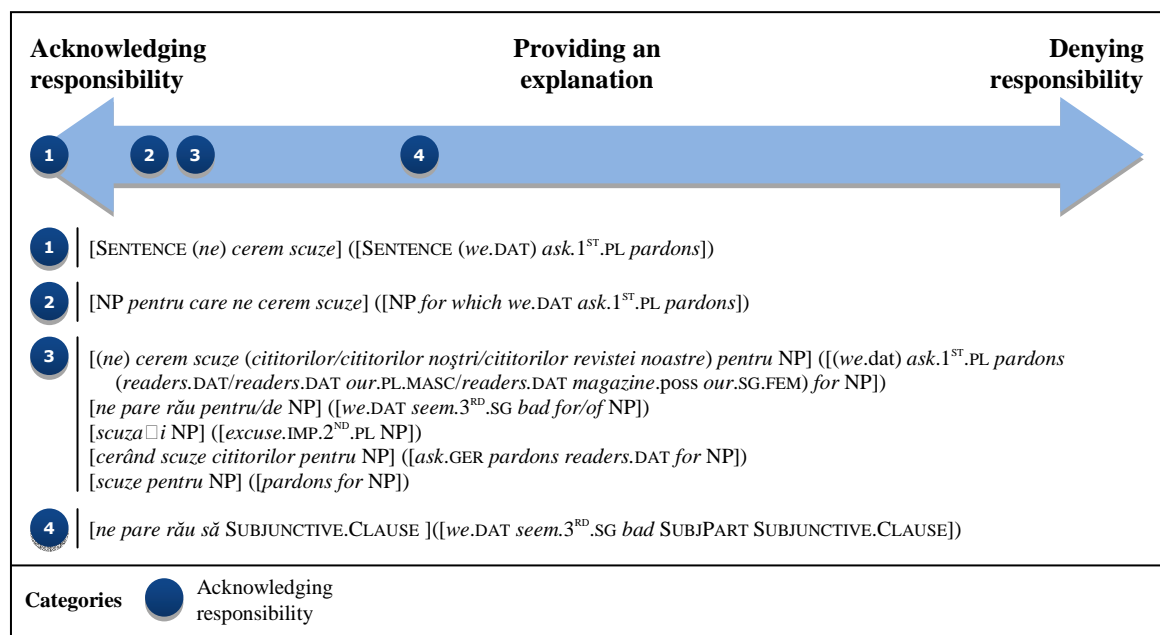 Acknowledging responsibility
Providing an explanation
Denying responsibility
1 2 3 4
1 [SENTENCE (ne) cerem scuze] ([SENTENCE (we.DAT) ask.1ST.PL pardons])
2 [NP pentru care ne cerem scuze] ([NP for which we.DAT ask.1ST.PL pardons])
3 [(ne) cerem scuze (cititorilor/cititorilor noştri/cititorilor revistei noastre) pentru NP] ([(we.dat) ask.1ST.PL pardons
(readers.DAT/readers.DAT our.PL.MASC/readers.DAT magazine.poss our.SG.FEM) for NP])
[ne pare rău pentru/de NP] ([we.DAT seem.3RD.SG bad for/of NP])
[scuza□i NP] ([excuse.IMP.2ND.PL NP])
[cerând scuze cititorilor pentru NP] ([ask.GER pardons readers.DAT for NP])
[scuze pentru NP] ([pardons for NP])
4 [ne pare rău să SUBJUNCTIVE.CLAUSE ]([we.DAT seem.3RD.SG bad SUBJPART SUBJUNCTIVE.CLAUSE])
Categories
Acknowledging
responsibility